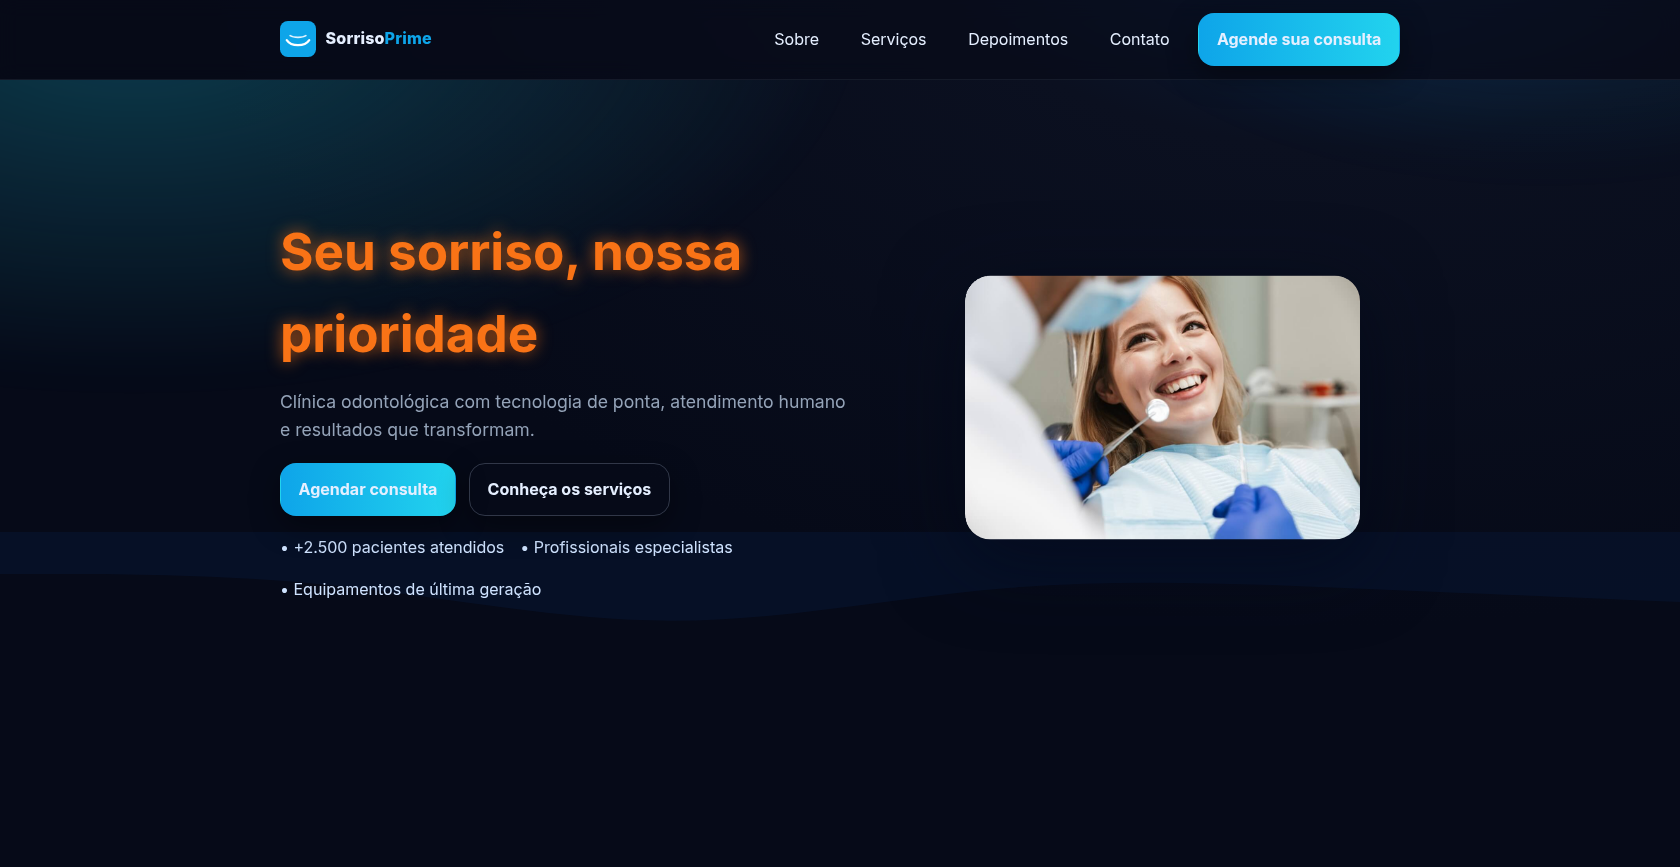 SorrisoPrime
Sobre
Serviços
Depoimentos
Contato
Agende sua consulta
Seu sorriso, nossa
prioridade
Clínica odontológica com tecnologia de ponta, atendimento humano
e resultados que transformam.
Agendar consulta
Conheça os serviços
• +2.500 pacientes atendidos
• Profissionais especialistas
• Equipamentos de última geração